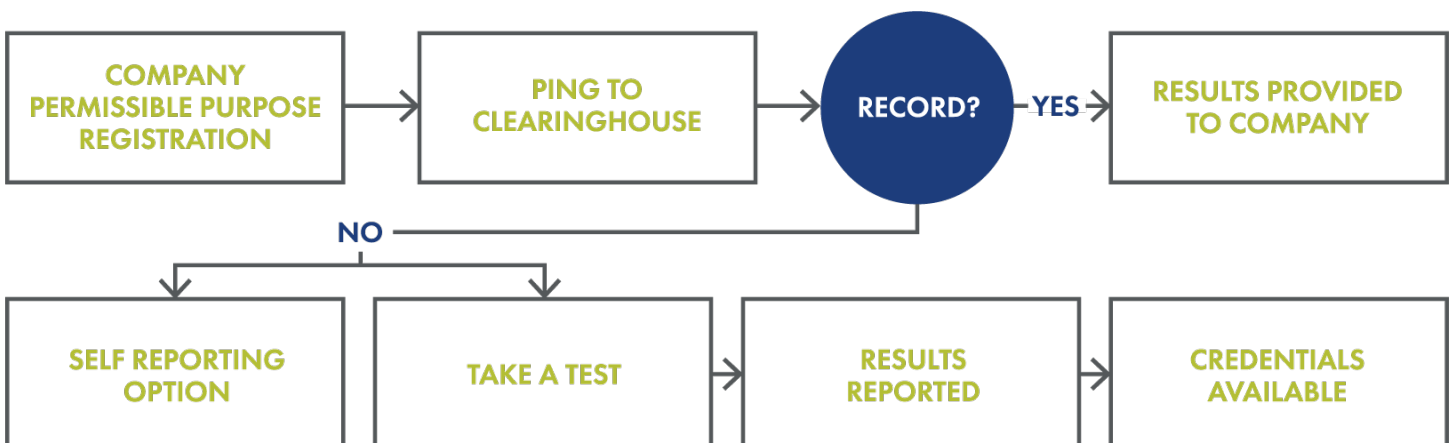 COMPANY
PERMISSIBLE PURPOSE
REGISTRATION
PING TO
CLEARINGHOUSE
RECORD?
YES
RESULTS PROVIDED
TO COMPANY
NO
SELF REPORTING
OPTION
TAKE A TEST
RESULTS
REPORTED
CREDENTIALS
AVAILABLE